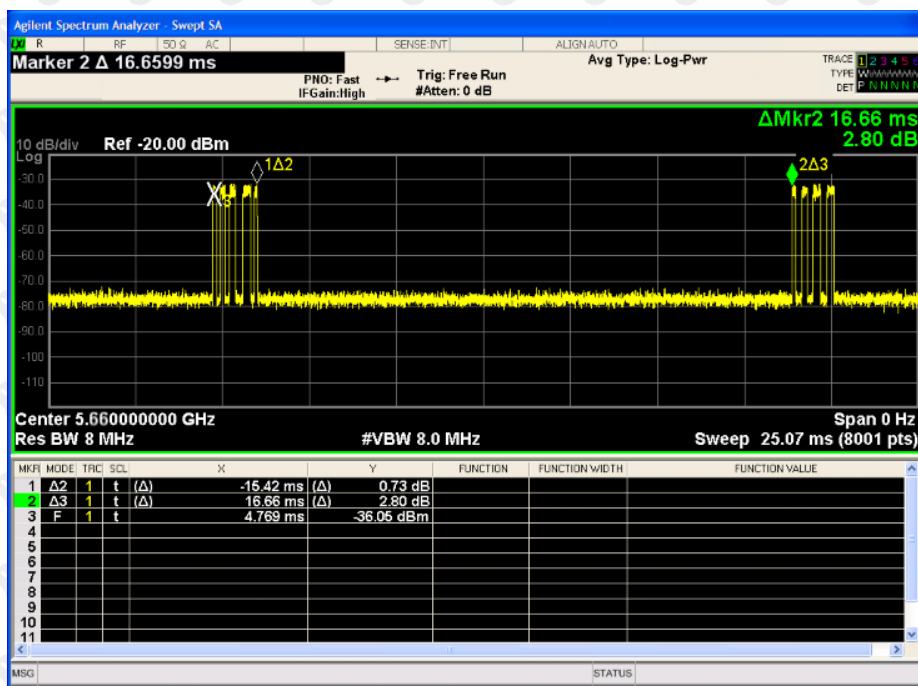 Agilent Spectrum Analyzer - Swept SA
LXI R RF 50 Ω AC SENSE:INT ALIGNAUTO
Marker 2 Δ 16.6599 ms
PNO: Fast
IFGain:High
Trig: Free Run
#Atten: 0 dB
Avg Type: Log-Pwr
TRACE 1 2 3 4 5 6
TYPE W
DET P N N N N N
ΔMkr2 16.66 ms
2.80 dB
10 dB/div Ref -20.00 dBm
Log
1Δ2
2Δ3
3
-30.0
-40.0
-50.0
-60.0
-70.0
-80.0
-90.0
-100
-110
Center 5.660000000 GHz Span 0 Hz
Res BW 8 MHz #VBW 8.0 MHz Sweep 25.07 ms (8001 pts)
MKR MODE TRC SCL X Y FUNCTION FUNCTION WIDTH FUNCTION VALUE
1 Δ2 1 t (Δ) -15.42 ms (Δ) 0.73 dB
2 Δ3 1 t (Δ) 16.66 ms (Δ) 2.80 dB
3 F 1 t 4.769 ms -36.05 dBm
4
5
6
7
8
9
10
11
MSG STATUS